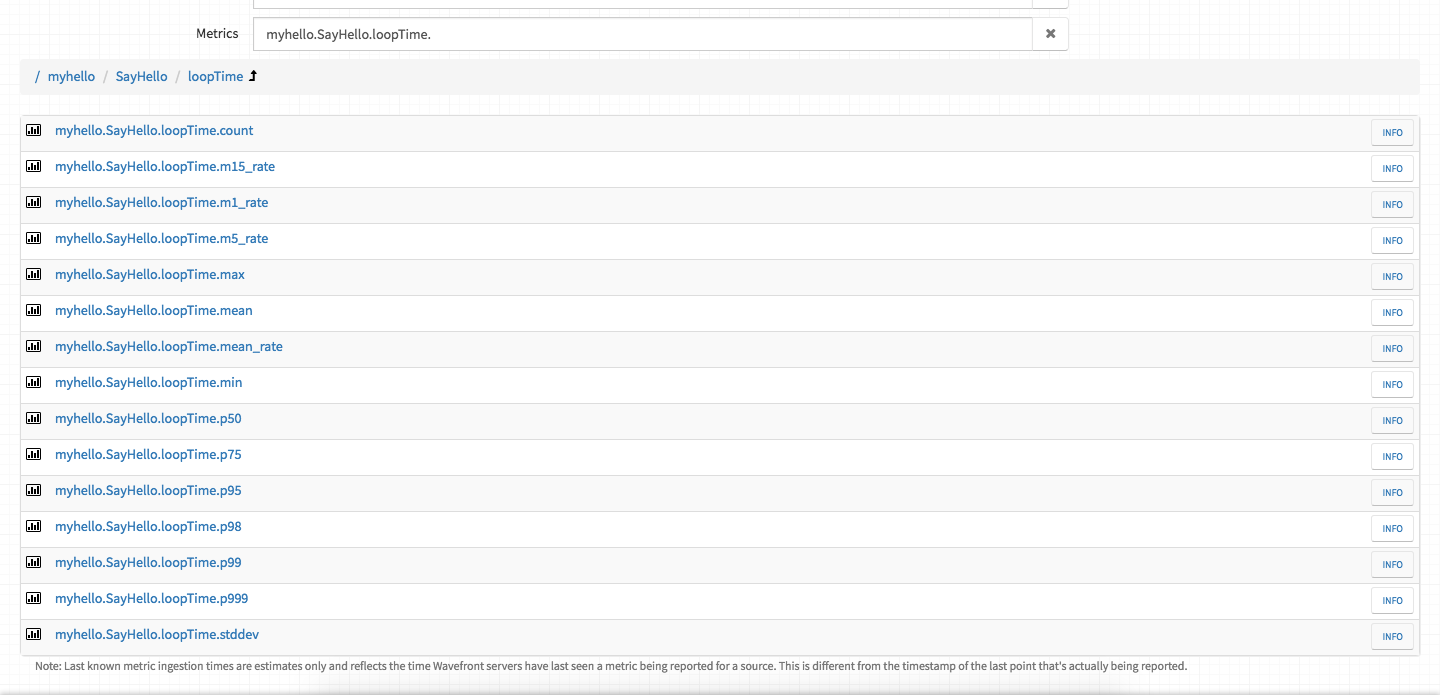 Metrics myhello.SayHello.loopTime.
/ myhello / SayHello / loopTime
myhello.SayHello.loopTime.count INFO
myhello.SayHello.loopTime.m15_rate INFO
myhello.SayHello.loopTime.m1_rate INFO
myhello.SayHello.loopTime.m5_rate INFO
myhello.SayHello.loopTime.max INFO
myhello.SayHello.loopTime.mean INFO
myhello.SayHello.loopTime.mean_rate INFO
myhello.SayHello.loopTime.min INFO
myhello.SayHello.loopTime.p50 INFO
myhello.SayHello.loopTime.p75 INFO
myhello.SayHello.loopTime.p95 INFO
myhello.SayHello.loopTime.p98 INFO
myhello.SayHello.loopTime.p99 INFO
myhello.SayHello.loopTime.p999 INFO
myhello.SayHello.loopTime.stddev INFO
Note: Last known metric ingestion times are estimates only and reflects the time Wavefront servers have last seen a metric being reported for a source. This is different from the timestamp of the last point that's actually being reported.